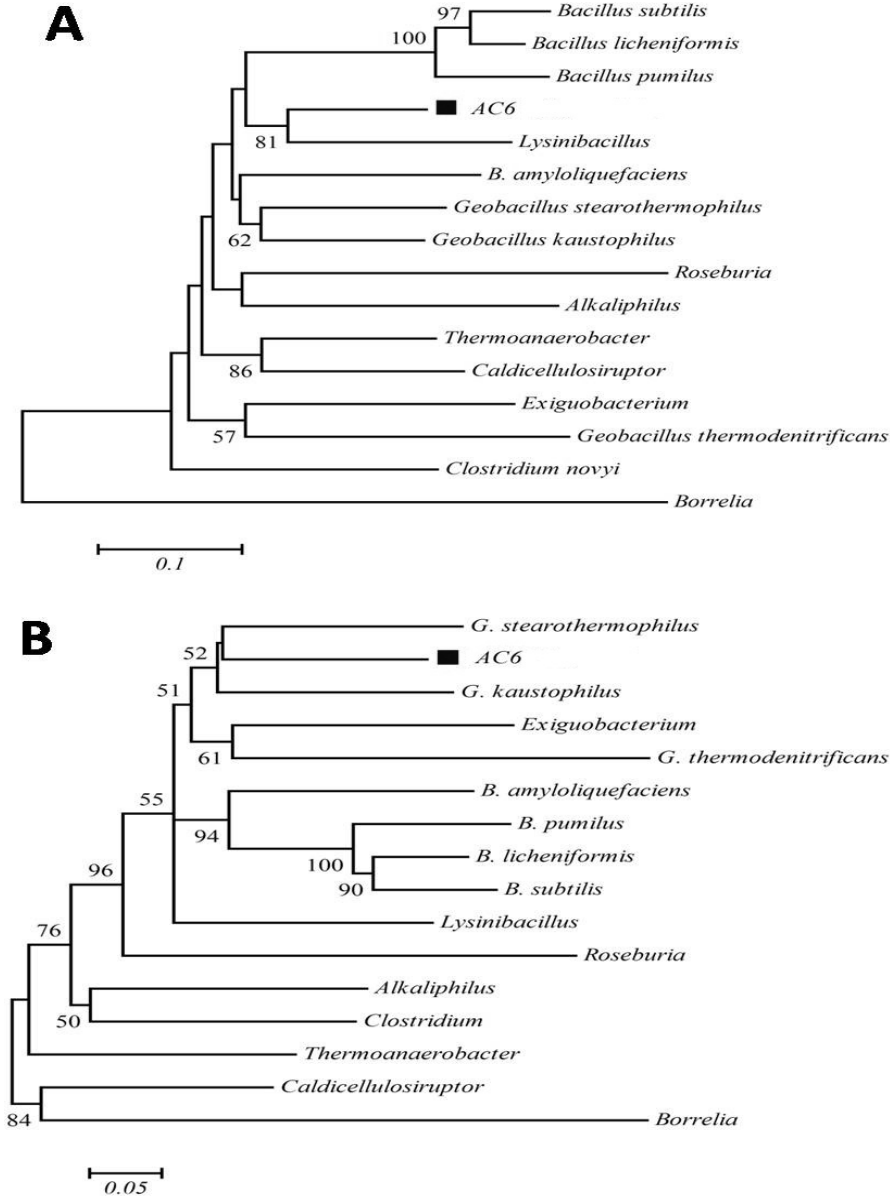 A
97
Bacillus subtilis
100
Bacillus licheniformis
Bacillus pumilus
AC6
81
Lysinibacillus
B. amyloliquefaciens
Geobacillus stearothermophilus
62
Geobacillus kaustophilus
Roseburia
Alkaliphilus
Thermoanaerobacter
86
Caldicellulosiruptor
Exiguobacterium
57
Geobacillus thermodenitrificans
Clostridium novyi
Borrelia
0.1
B
G. stearothermophilus
52
AC6
51
G. kaustophilus
Exiguobacterium
61
G. thermodenitrificans
55
B. amyloliquefaciens
94
B. pumilus
100
B. licheniformis
90
B. subtilis
96
Lysinibacillus
76
Roseburia
Alkaliphilus
50
Clostridium
Thermoanaerobacter
Caldicellulosiruptor
84
Borrelia
0.05